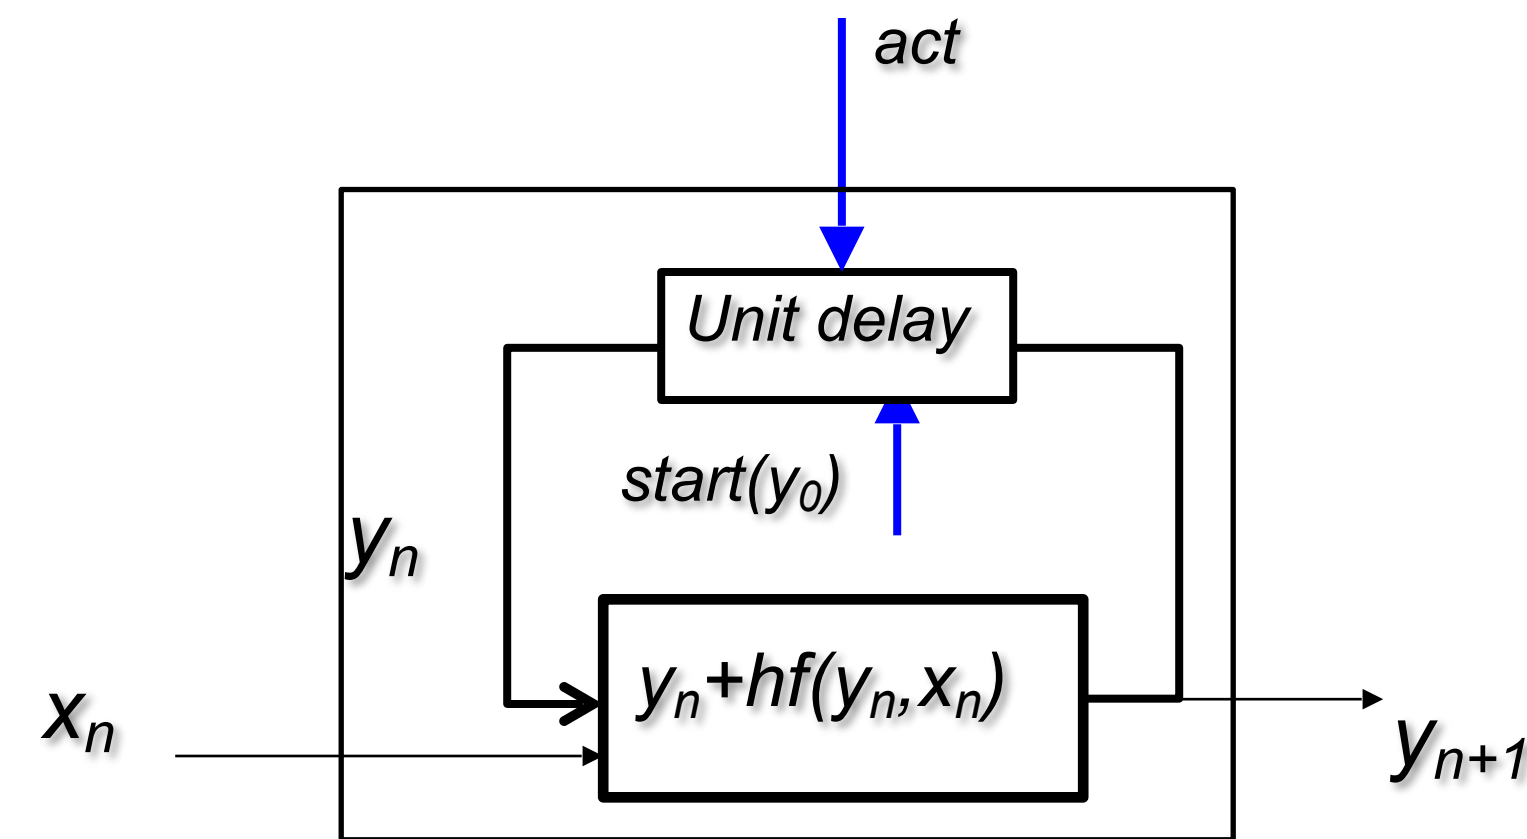 act
Unit delay
start(y₀)
yₙ
yₙ+hf(yₙ,xₙ)
xₙ
yₙ₊₁